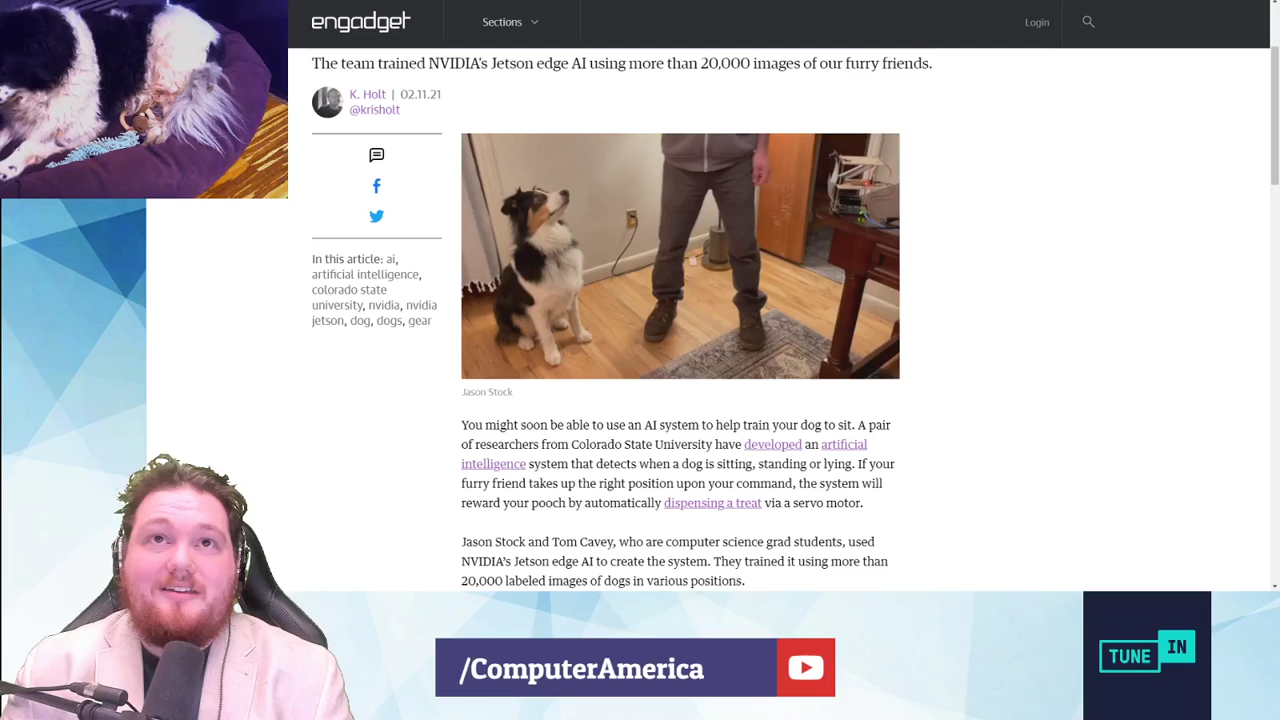 engadget
Sections
Login
The team trained NVIDIA's Jetson edge AI using more than 20,000 images of our furry friends.
K. Holt | 02.11.21
@krisholt
In this article: ai,
artificial intelligence,
colorado state
university, nvidia, nvidia
jetson, dog, dogs, gear
Jason Stock
You might soon be able to use an AI system to help train your dog to sit. A pair
of researchers from Colorado State University have developed an artificial
intelligence system that detects when a dog is sitting, standing or lying. If your
furry friend takes up the right position upon your command, the system will
reward your pooch by automatically dispensing a treat via a servo motor.
Jason Stock and Tom Cavey, who are computer science grad students, used
NVIDIA's Jetson edge AI to create the system. They trained it using more than
20,000 labeled images of dogs in various positions.
/ComputerAmerica
TUNE IN